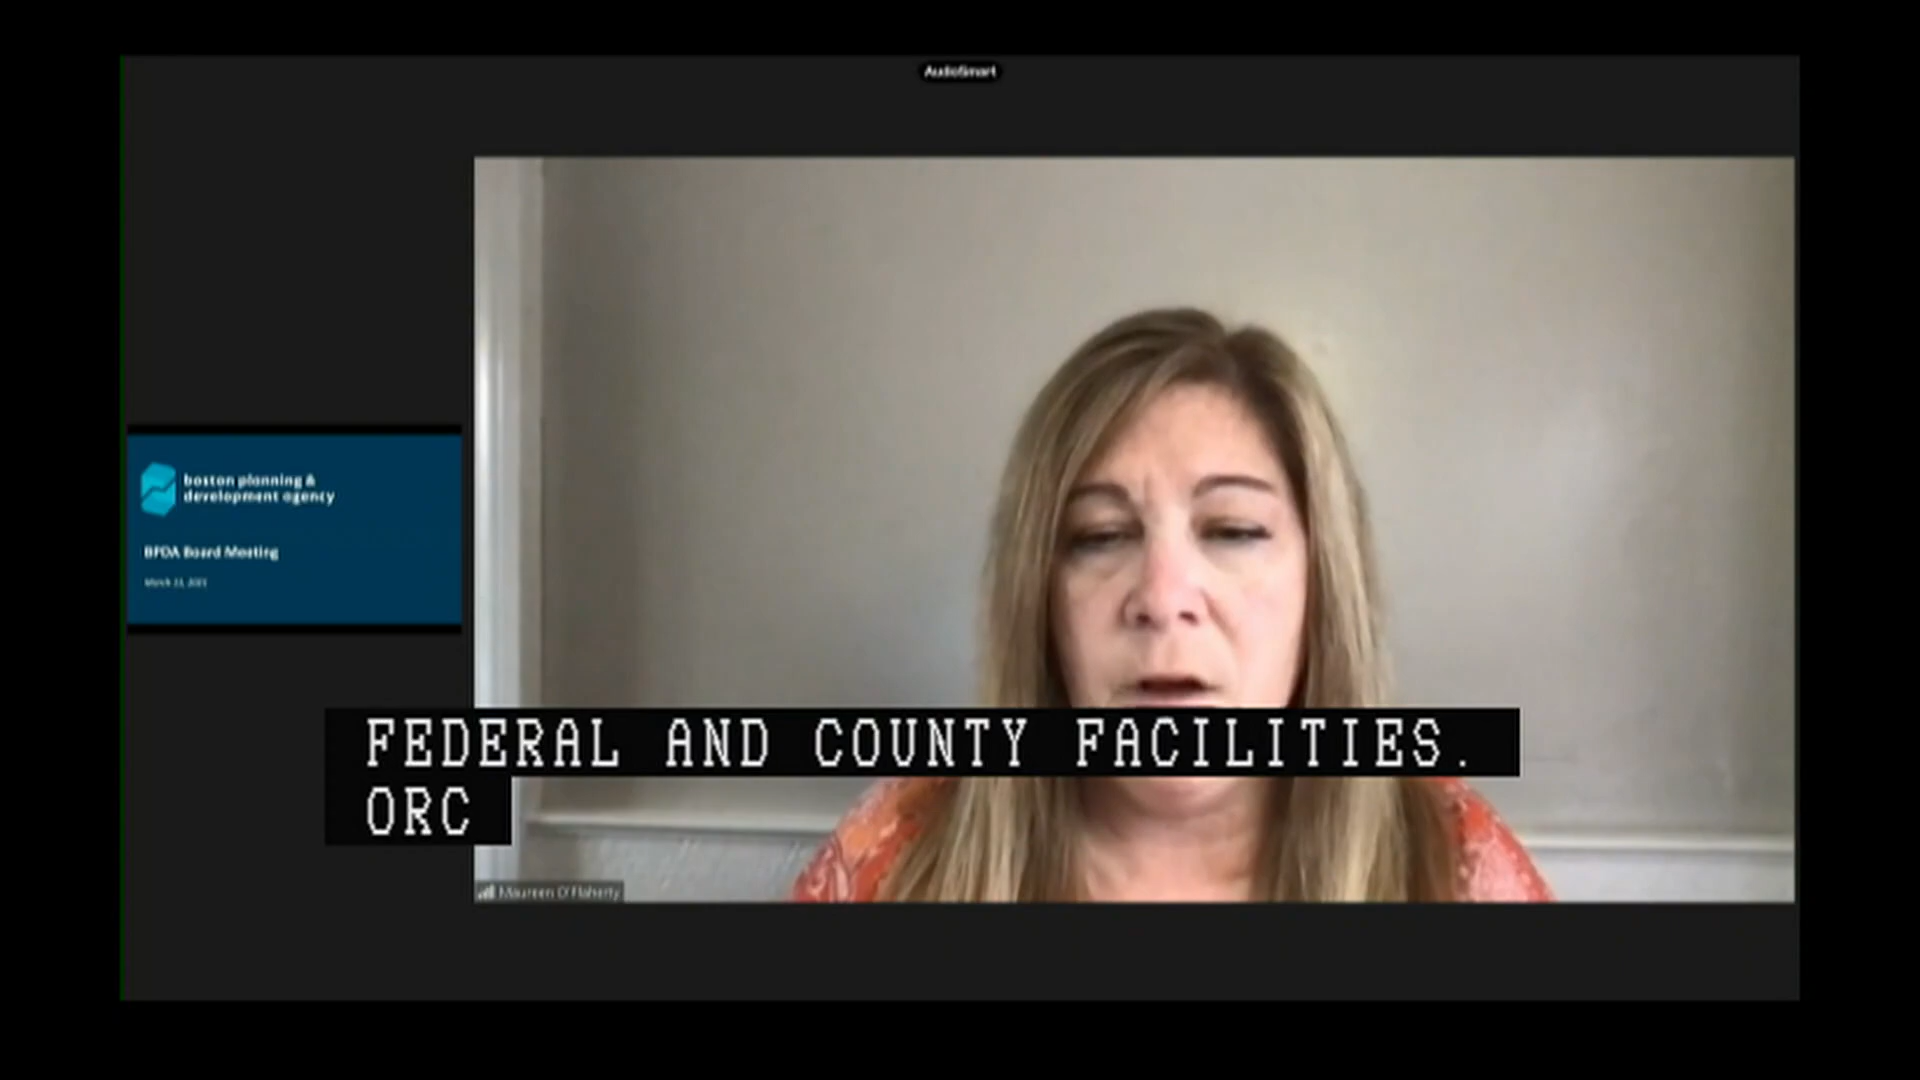 AudioSmart
boston planning &
development agency
BPDA Board Meeting
FEDERAL AND COUNTY FACILITIES.
ORC
Maureen O'Flaherty